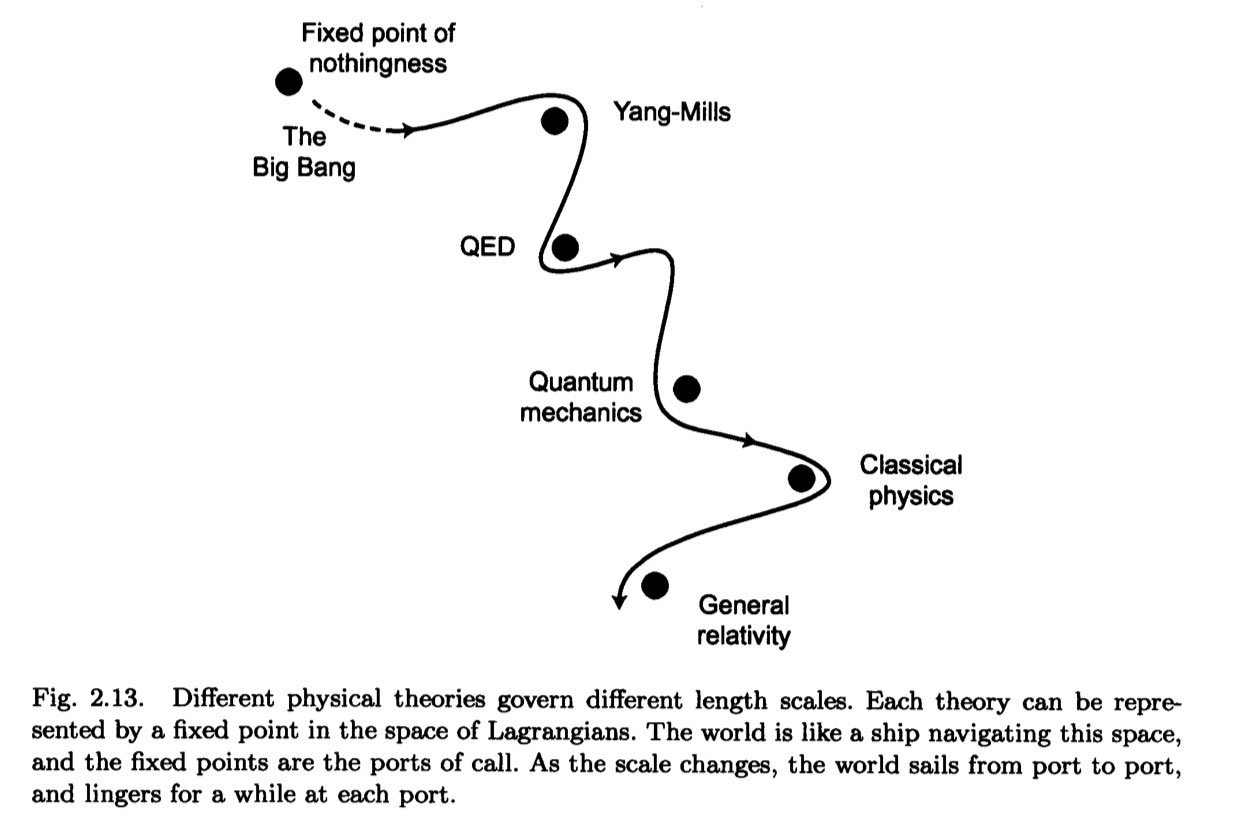 Fixed point of
nothingness
The
Big Bang
Yang-Mills
QED
Quantum
mechanics
Classical
physics
General
relativity
Fig. 2.13. Different physical theories govern different length scales. Each theory can be repre-
sented by a fixed point in the space of Lagrangians. The world is like a ship navigating this space,
and the fixed points are the ports of call. As the scale changes, the world sails from port to port,
and lingers for a while at each port.